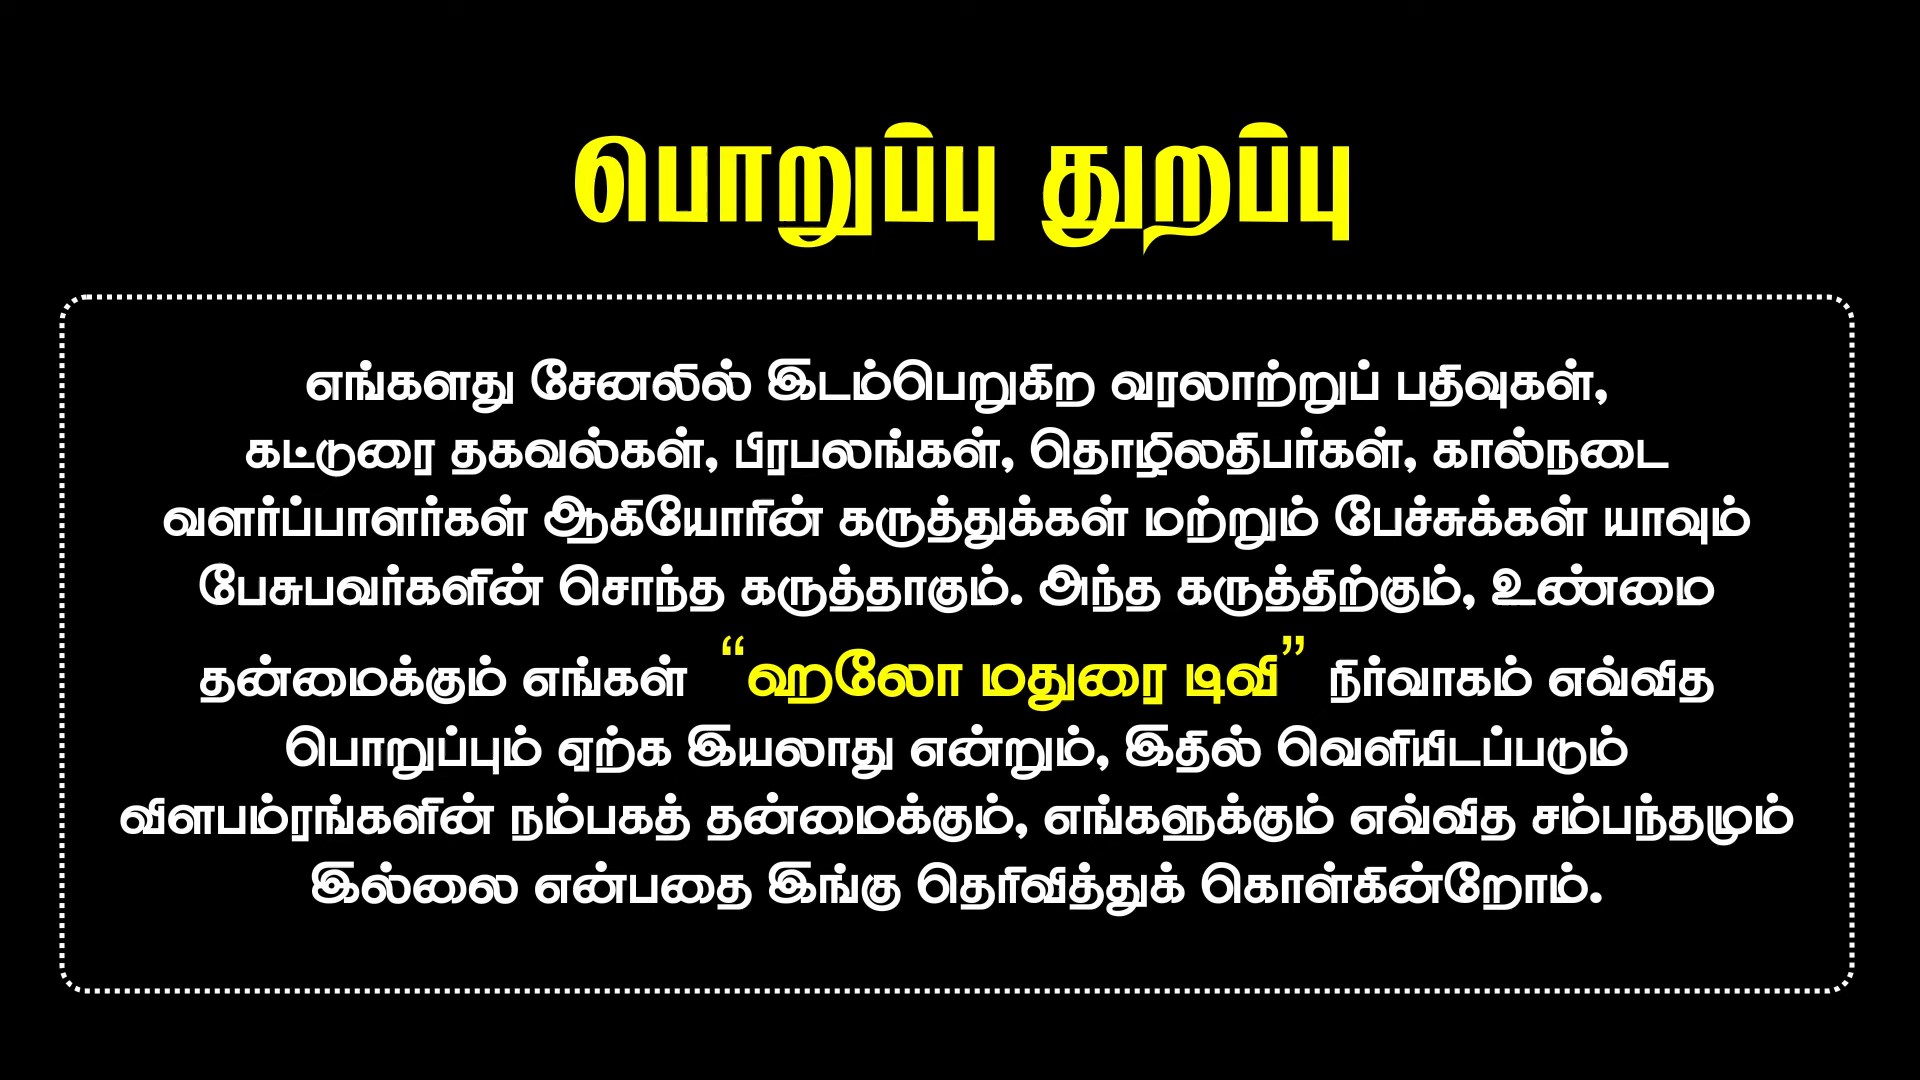 பொறுப்பு துறப்பு
எங்களது சேனலில் இடம்பெறுகிற வரலாற்றுப் பதிவுகள்,
கட்டுரை தகவல்கள், பிரபலங்கள், தொழிலதிபர்கள், கால்நடை
வளர்ப்பாளர்கள் ஆகியோரின் கருத்துக்கள் மற்றும் பேச்சுக்கள் யாவும்
பேசுபவர்களின் சொந்த கருத்தாகும். அந்த கருத்திற்கும், உண்மை
தன்மைக்கும் எங்கள் “ஹலோ மதுரை டிவி” நிர்வாகம் எவ்வித
பொறுப்பும் ஏற்க இயலாது என்றும், இதில் வெளியிடப்படும்
விளபம்ரங்களின் நம்பகத் தன்மைக்கும், எங்களுக்கும் எவ்வித சம்பந்தமும்
இல்லை என்பதை இங்கு தெரிவித்துக் கொள்கின்றோம்.